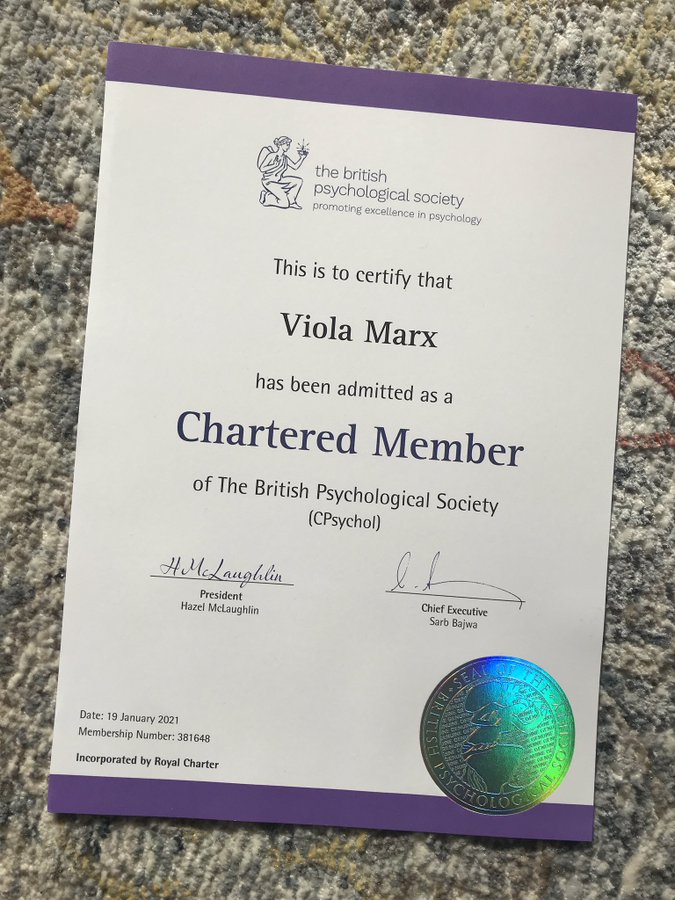 the british
psychological society
promoting excellence in psychology
This is to certify that
Viola Marx
has been admitted as a
Chartered Member
of The British Psychological Society
(CPsychol)
H McLaughlin
President
Hazel McLaughlin
Chief Executive
Sarb Bajwa
Date: 19 January 2021
Membership Number: 381648
Incorporated by Royal Charter
SEAL OF THE
BRITISH PSYCHOLOGICAL SOCIETY